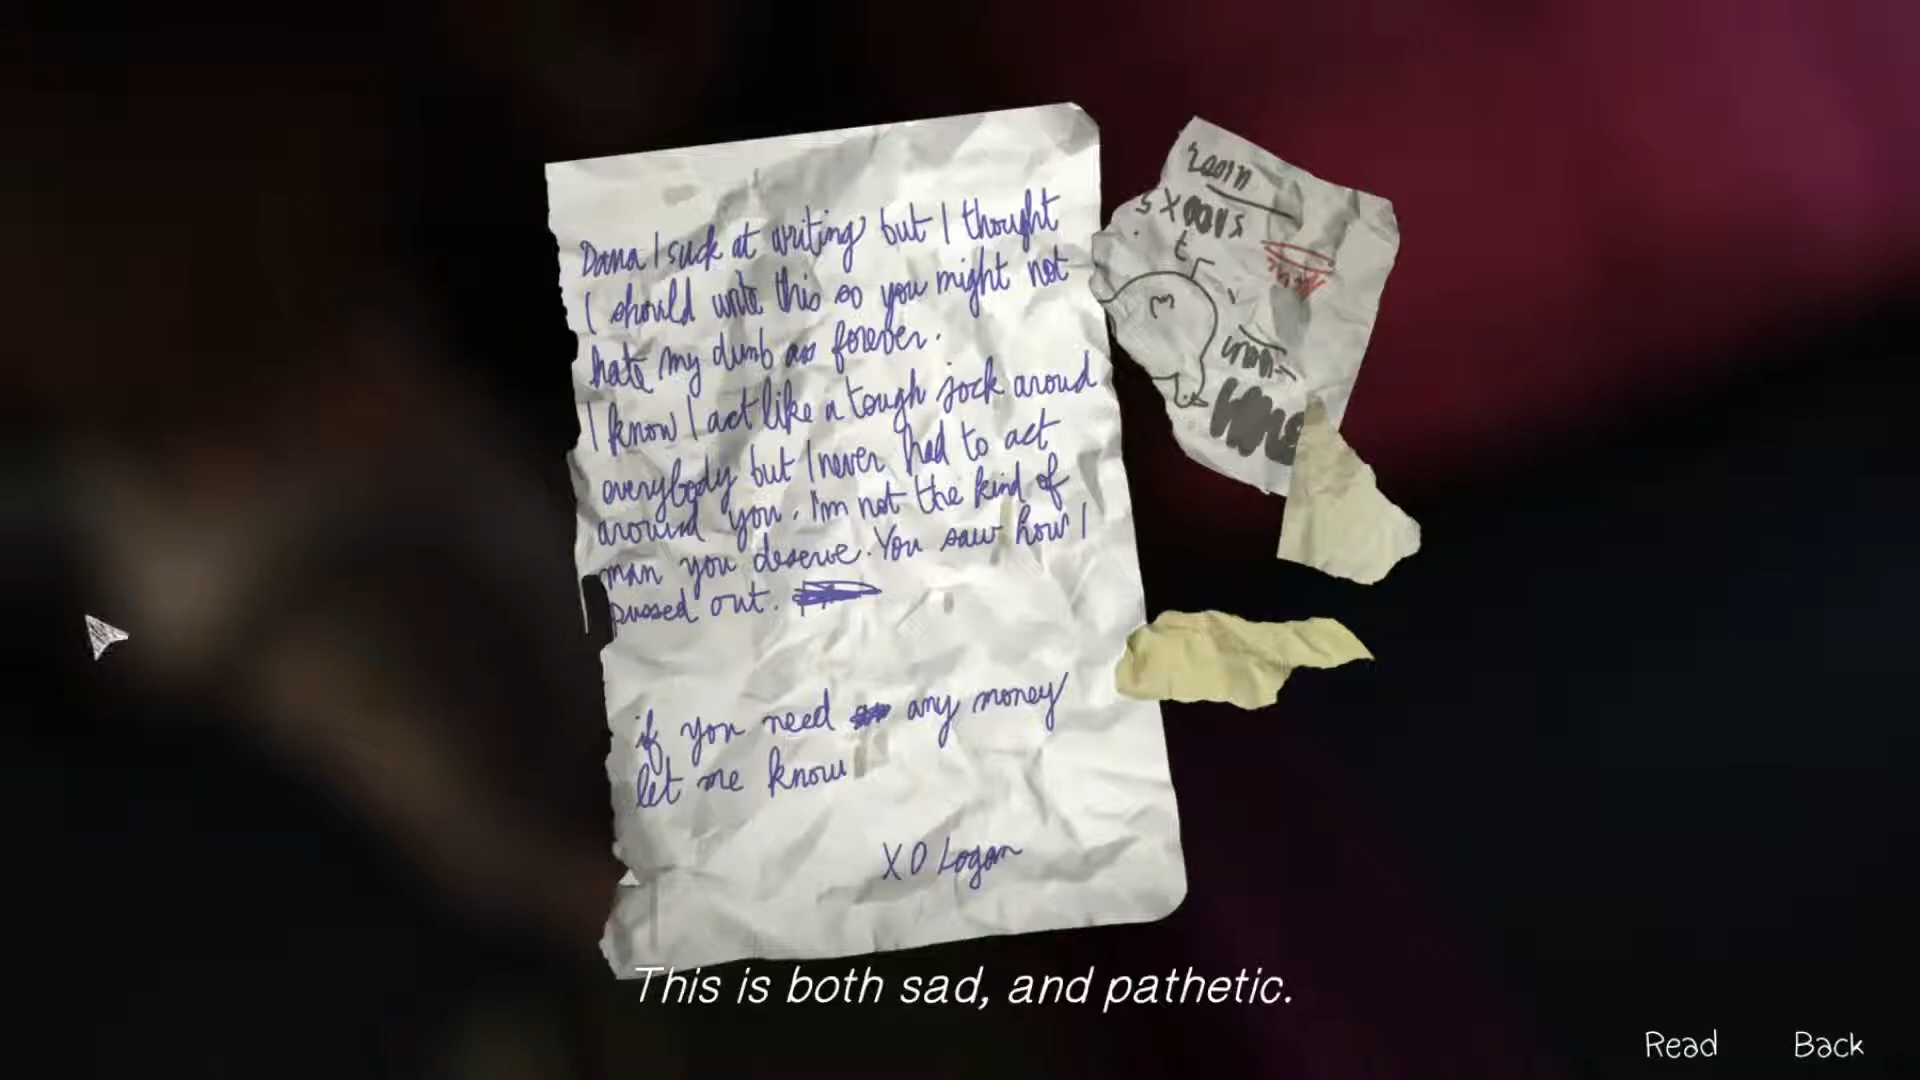 Dana I suck at writing but I thought
I should write this so you might not
hate my dumb ass forever.
I know I act like a tough jock aroud
everybody but I never had to act
around you. I'm not the kind of
man you deserve. You saw how I
pussed out.
if you need any money
let me know
XO Logan
This is both sad, and pathetic.
Read
Back